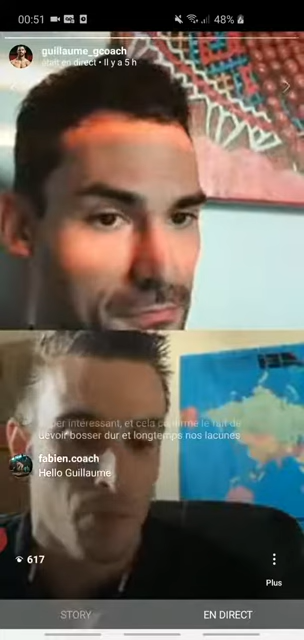 00:51
48%
guillaume_gcoach
était en direct • Il y a 5 h
intéressant, et cela confirme le fait de
devoir bosser dur et longtemps nos lacunes
fabien.coach
Hello Guillaume
617
Plus
STORY
EN DIRECT